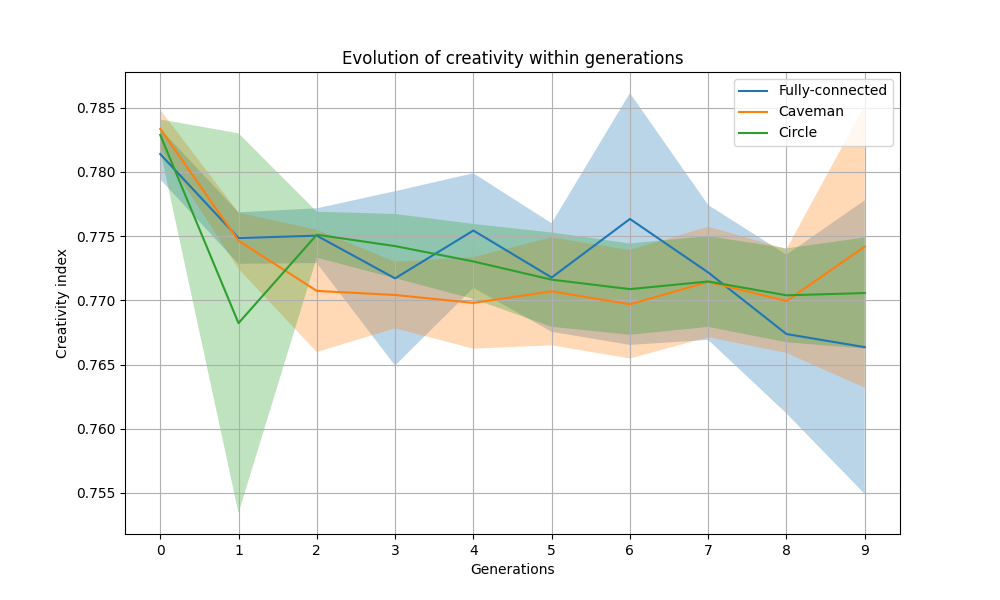 Evolution of creativity within generations
Fully-connected
Caveman
Circle
Creativity index
0.785
0.780
0.775
0.770
0.765
0.760
0.755
0 1 2 3 4 5 6 7 8 9
Generations